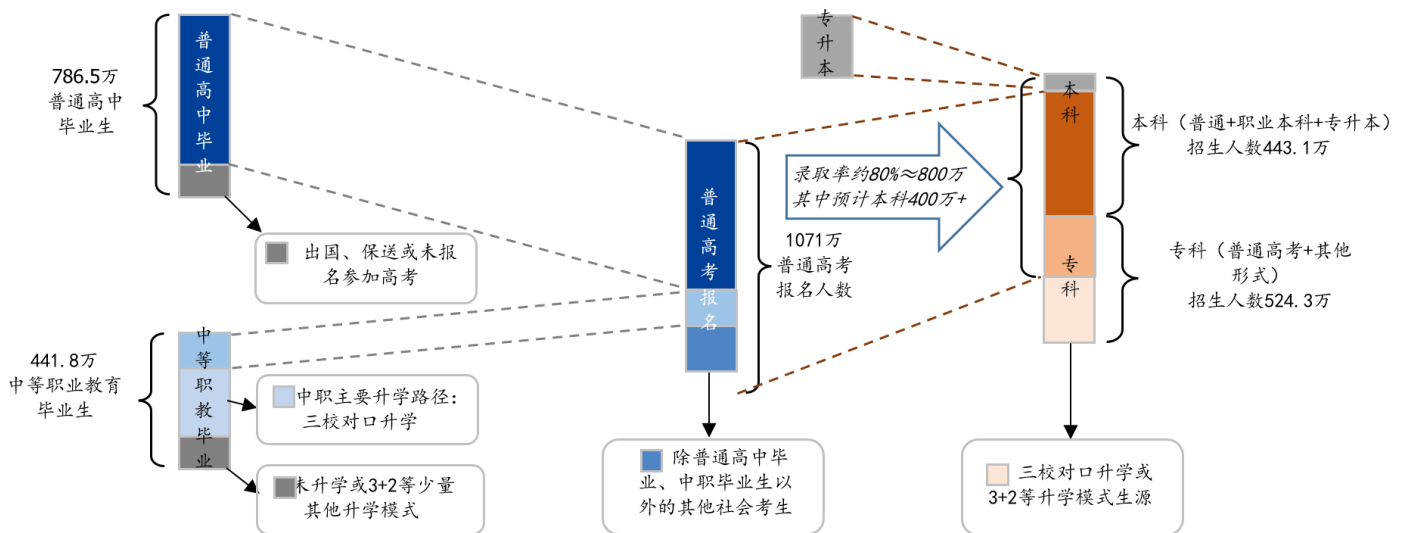 786.5万
普通高中
毕业生
普通高中毕业
出国、保送或未报
名参加高考
441.8万
中等职业教育
毕业生
中等职教毕业
中职主要升学路径：
三校对口升学
未升学或3+2等少量
其他升学模式
普通高考报名
1071万
普通高考
报名人数
除普通高中毕
业、中职毕业生以
外的其他社会考生
录取率约80%≈800万
其中预计本科400万+
专升本
本科
专科
本科（普通+职业本科+专升本）
招生人数443.1万
专科（普通高考+其他
形式）
招生人数524.3万
三校对口升学或
3+2等升学模式生源